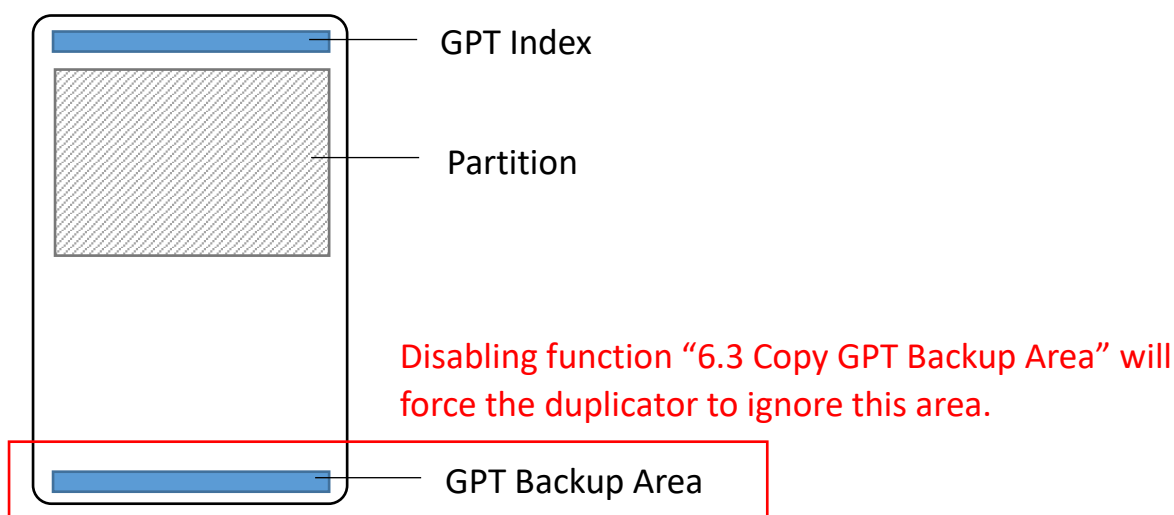 GPT Index
Partition
Disabling function “6.3 Copy GPT Backup Area” will
force the duplicator to ignore this area.
GPT Backup Area